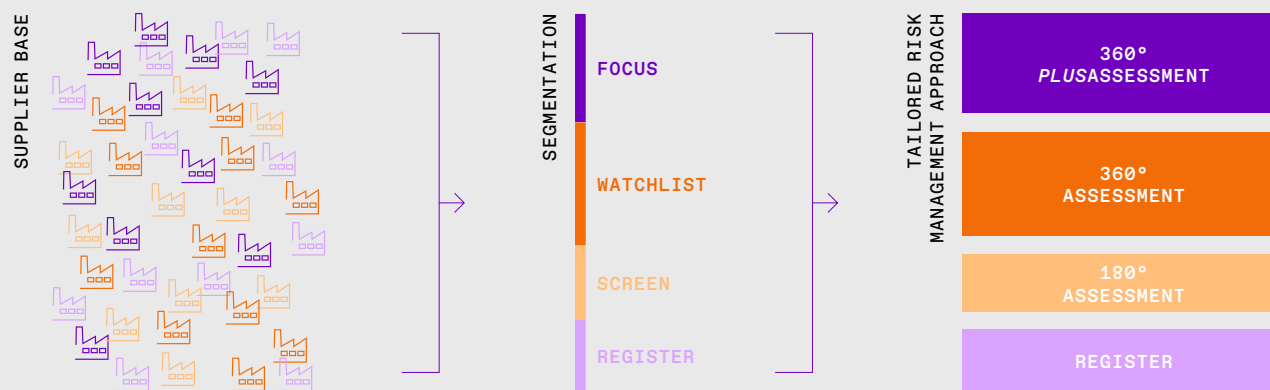 SUPPLIER BASE
SEGMENTATION
FOCUS
WATCHLIST
SCREEN
REGISTER
TAILORED RISK
MANAGEMENT APPROACH
360°
PLUSASSESSMENT
360°
ASSESSMENT
180°
ASSESSMENT
REGISTER